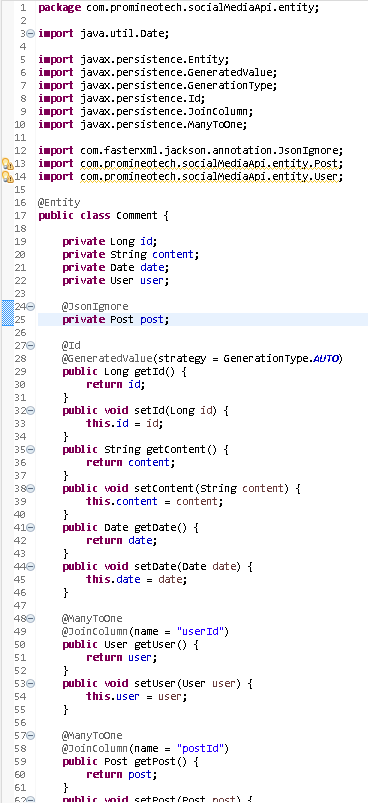 1 package com.promineotech.socialMediaApi.entity;
2
3 import java.util.Date;
4
5 import javax.persistence.Entity;
6 import javax.persistence.GeneratedValue;
7 import javax.persistence.GenerationType;
8 import javax.persistence.Id;
9 import javax.persistence.JoinColumn;
10 import javax.persistence.ManyToOne;
11
12 import com.fasterxml.jackson.annotation.JsonIgnore;
13 import com.promineotech.socialMediaApi.entity.Post;
14 import com.promineotech.socialMediaApi.entity.User;
15
16 @Entity
17 public class Comment {
18
19 private Long id;
20 private String content;
21 private Date date;
22 private User user;
23
24 @JsonIgnore
25 private Post post;
26
27 @Id
28 @GeneratedValue(strategy = GenerationType.AUTO)
29 public Long getId() {
30 return id;
31 }
32 public void setId(Long id) {
33 this.id = id;
34 }
35 public String getContent() {
36 return content;
37 }
38 public void setContent(String content) {
39 this.content = content;
40 }
41 public Date getDate() {
42 return date;
43 }
44 public void setDate(Date date) {
45 this.date = date;
46 }
47
48 @ManyToOne
49 @JoinColumn(name = "userId")
50 public User getUser() {
51 return user;
52 }
53 public void setUser(User user) {
54 this.user = user;
55 }
56
57 @ManyToOne
58 @JoinColumn(name = "postId")
59 public Post getPost() {
60 return post;
61 }
62 public void setPost(Post post) {